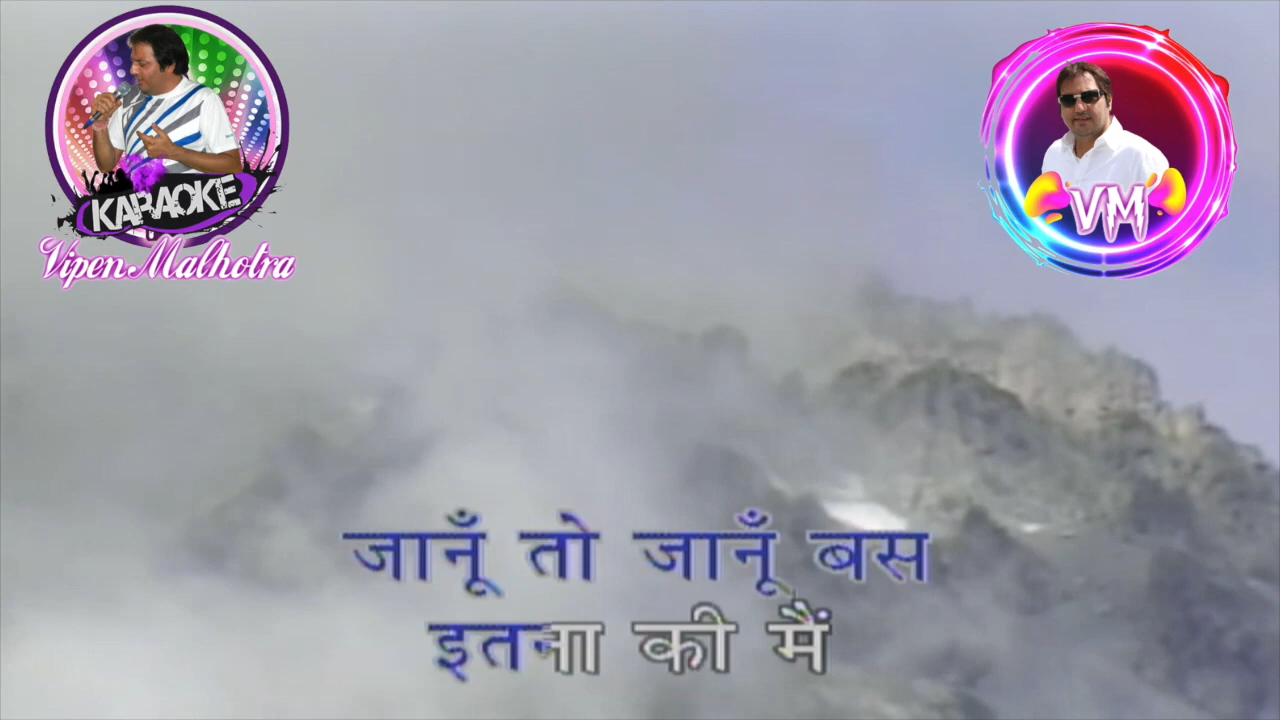 KARAOKE
Vipen Malhotra
VM
जानूँ तो जानूँ बस
इतना की मैं